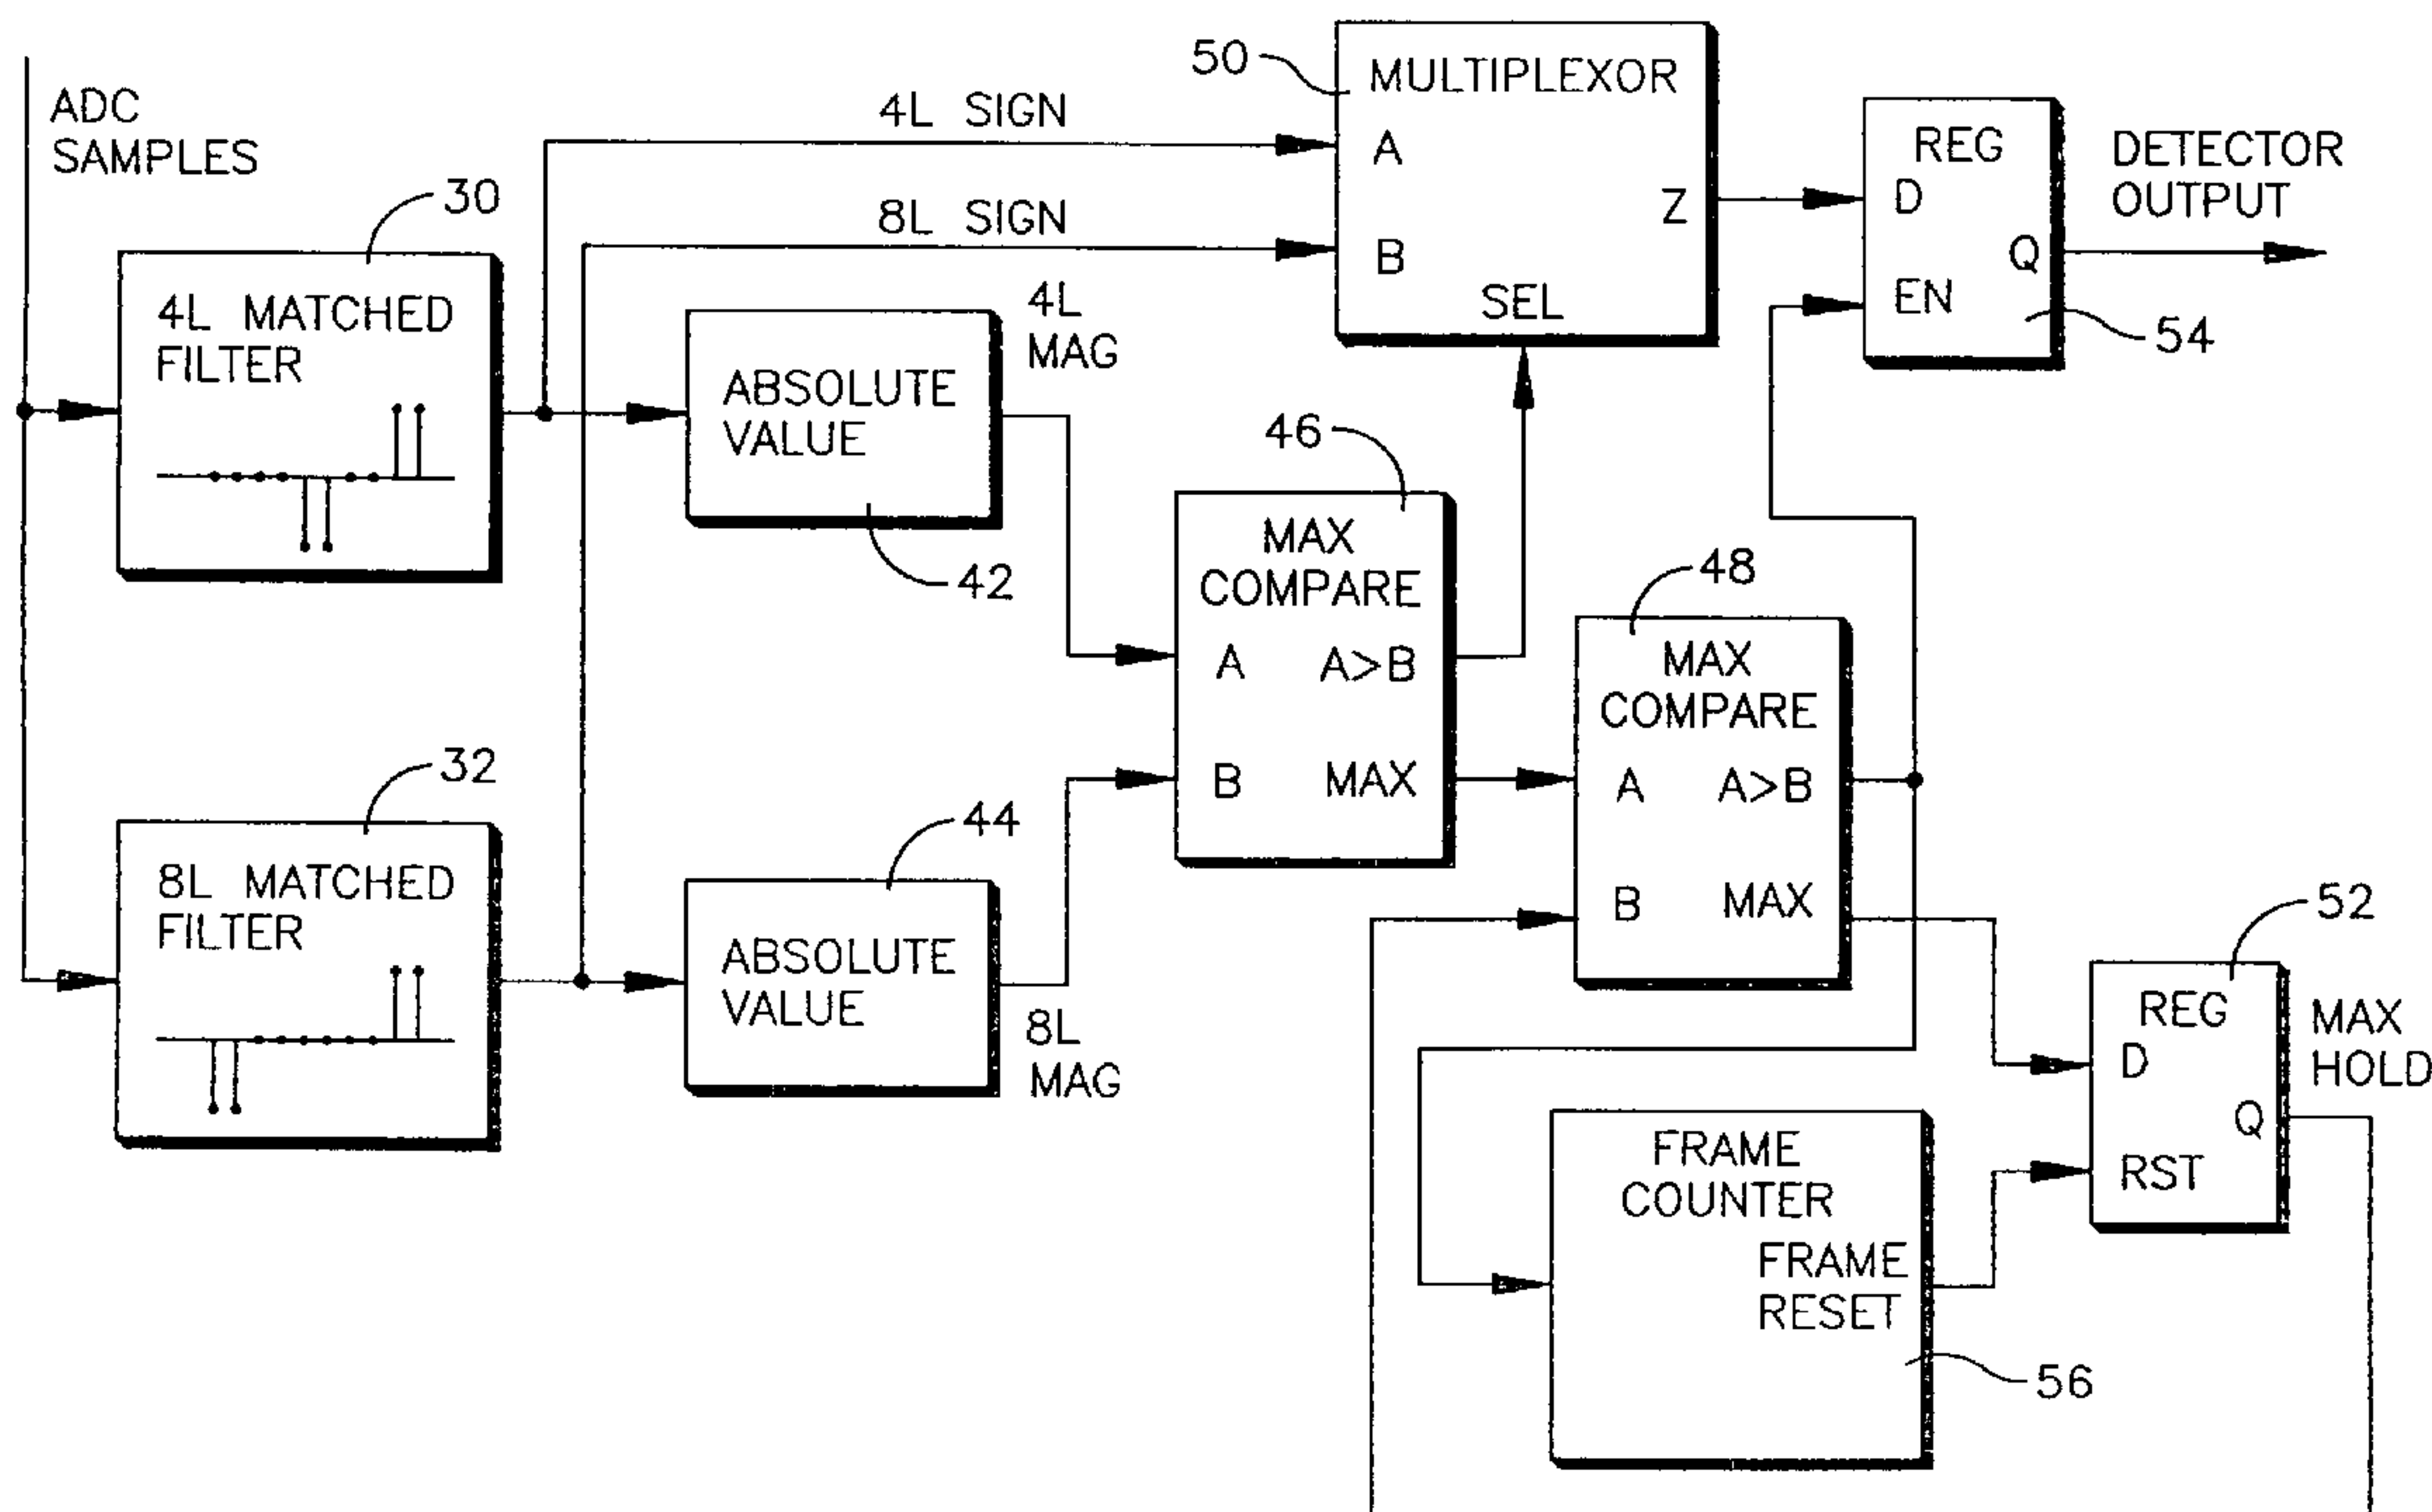 ADC
SAMPLES
30
4L MATCHED
FILTER
32
8L MATCHED
FILTER
4L SIGN
8L SIGN
4L
MAG
ABSOLUTE
VALUE
42
44
ABSOLUTE
VALUE
8L
MAG
46
MAX
COMPARE
A
A>B
B
MAX
50
MULTIPLEXOR
A
B
Z
SEL
48
MAX
COMPARE
A
A>B
B
MAX
REG
D
Q
EN
54
DETECTOR
OUTPUT
52
REG
D
Q
RST
MAX
HOLD
FRAME
COUNTER
FRAME
RESET
56